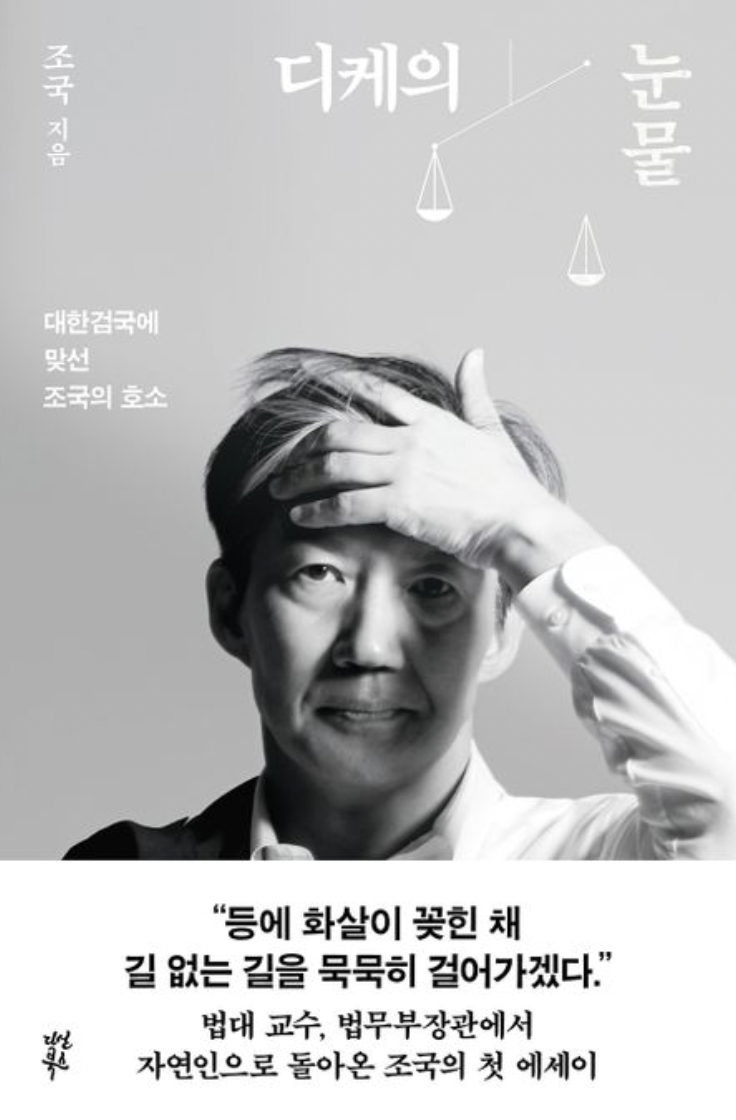 조국 지음
디케의
눈물
대한검국에
맞선
조국의 호소
“등에 화살이 꽂힌 채
길 없는 길을 묵묵히 걸어가겠다.”
법대 교수, 법무부장관에서
자연인으로 돌아온 조국의 첫 에세이
다산
북스